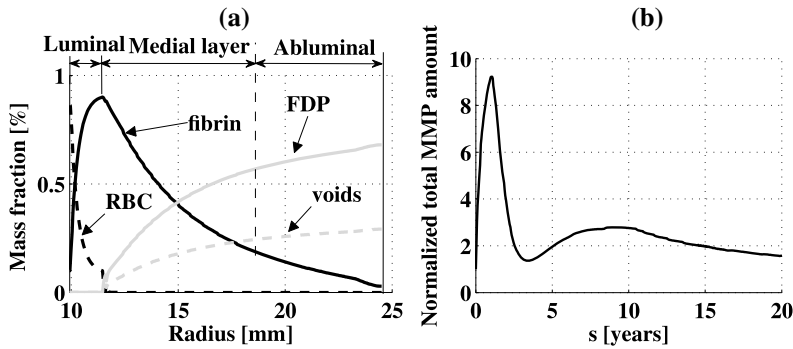 (a)
Luminal Medial layer Abluminal
1
0.5
0
Mass fraction [%]
fibrin
FDP
RBC
voids
10 15 20 25
Radius [mm]
(b)
Normalized total MMP amount
10
8
6
4
2
0
0 5 10 15 20
s [years]